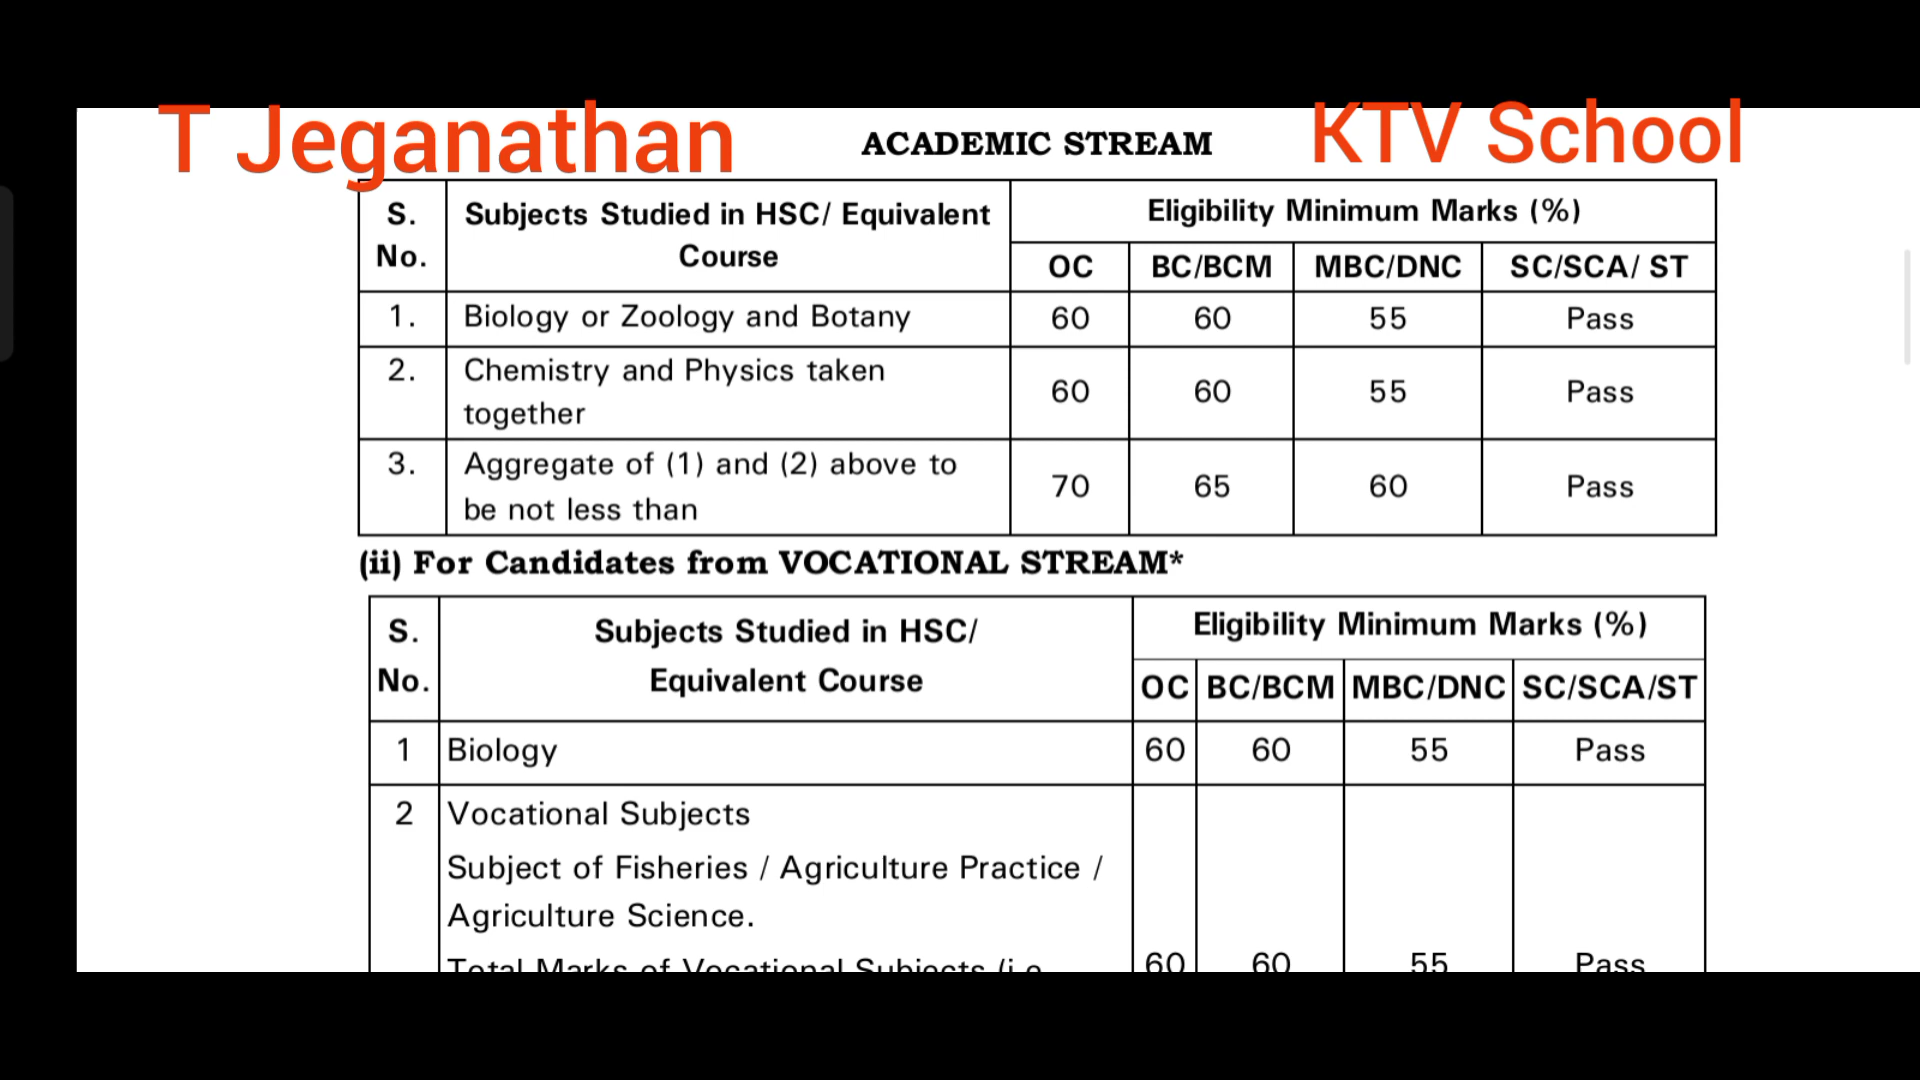 T Jeganathan
ACADEMIC STREAM
KTV School
S. No.
Subjects Studied in HSC/ Equivalent Course
Eligibility Minimum Marks (%)
OC BC/BCM MBC/DNC SC/SCA/ ST
1. Biology or Zoology and Botany 60 60 55 Pass
2. Chemistry and Physics taken together 60 60 55 Pass
3. Aggregate of (1) and (2) above to be not less than 70 65 60 Pass
(ii) For Candidates from VOCATIONAL STREAM*
S. No.
Subjects Studied in HSC/ Equivalent Course
Eligibility Minimum Marks (%)
OC BC/BCM MBC/DNC SC/SCA/ST
1 Biology 60 60 55 Pass
2 Vocational Subjects
Subject of Fisheries / Agriculture Practice /
Agriculture Science.
Total Marks of Vocational Subjects (i.e 60 60 55 Pass